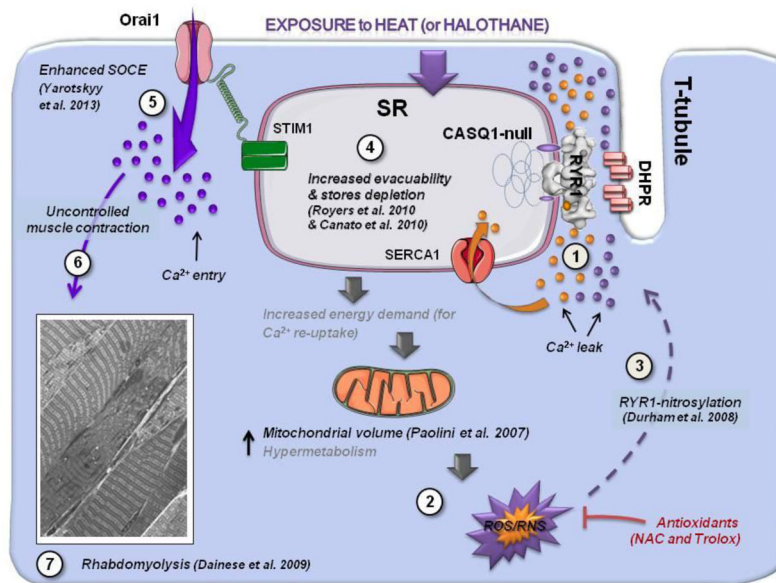 EXPOSURE to HEAT (or HALOTHANE)
Orai1
Enhanced SOCE
(Yarotskyy
et al. 2013)
5
STIM1
SR
4
Increased evacuability
& stores depletion
(Royers et al. 2010
& Canato et al. 2010)
CASQ1-null
RYR1
DHPR
T-tubule
SERCA1
1
Ca²⁺ leak
Uncontrolled
muscle contraction
6
Ca²⁺ entry
Increased energy demand (for
Ca²⁺ re-uptake)
Mitochondrial volume (Paolini et al. 2007)
Hypermetabolism
2
ROS/RNS
3
RYR1-nitrosylation
(Durham et al. 2008)
Antioxidants
(NAC and Trolox)
7
Rhabdomyolysis (Dainese et al. 2009)